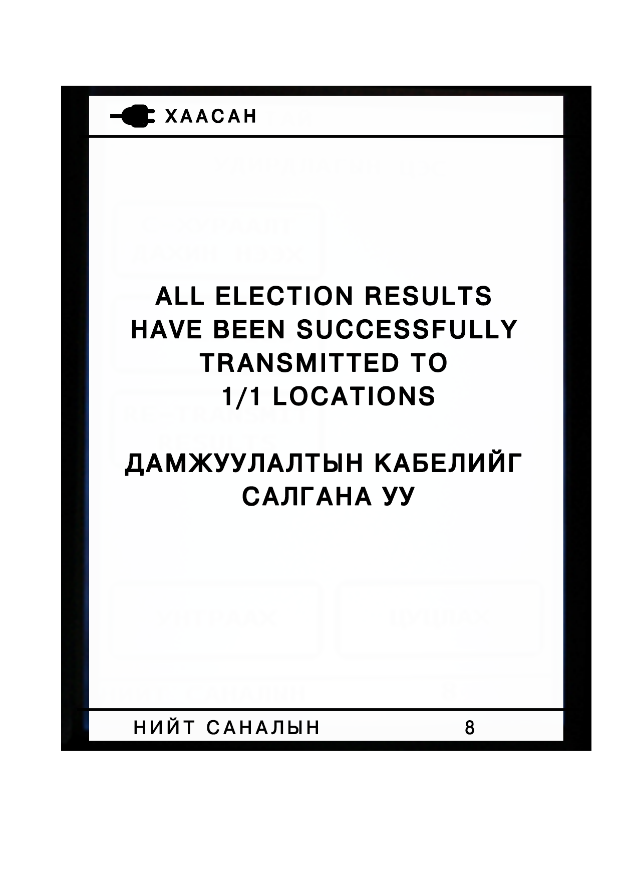 ХААСАН
ALL ELECTION RESULTS
HAVE BEEN SUCCESSFULLY
TRANSMITTED TO
1/1 LOCATIONS
ДАМЖУУЛАЛТЫН КАБЕЛИЙГ
САЛГАНА УУ
НИЙТ САНАЛЫН 8